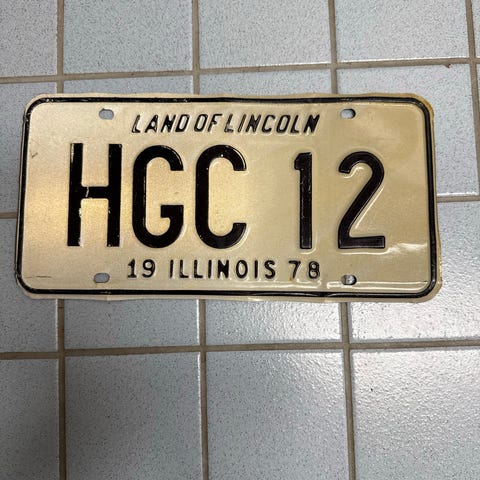 LAND OF LINCOLN
HGC 12
19 ILLINOIS 78